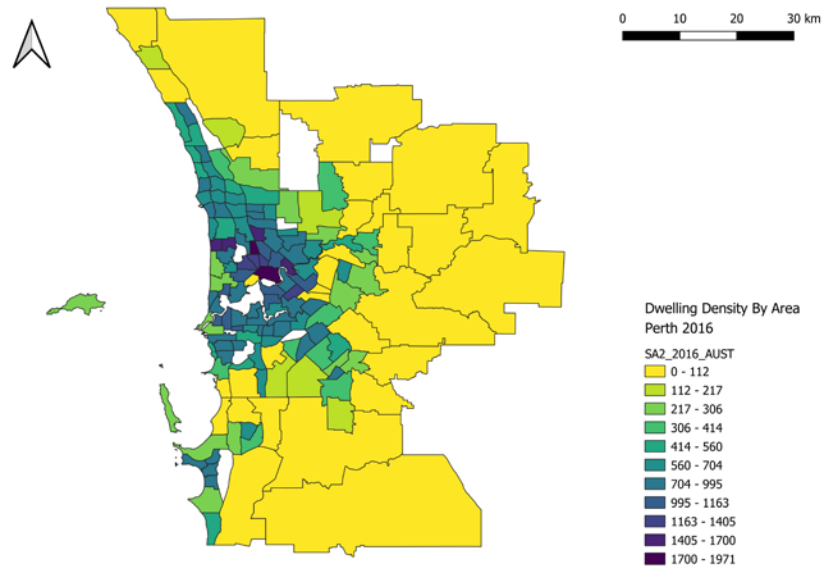 0 10 20 30 km
Dwelling Density By Area
Perth 2016
SA2_2016_AUST
0 - 112
112 - 217
217 - 306
306 - 414
414 - 560
560 - 704
704 - 995
995 - 1163
1163 - 1405
1405 - 1700
1700 - 1971